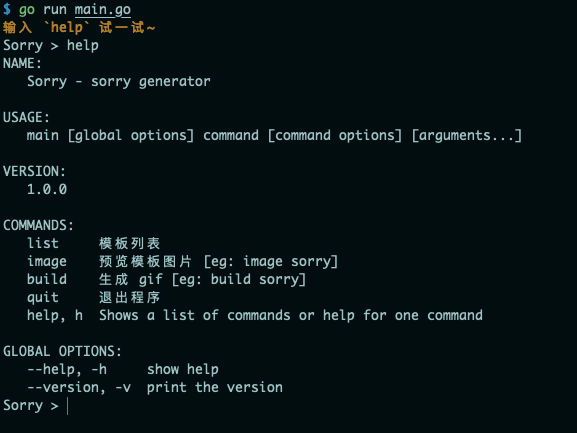 $ go run main.go
输入 `help` 试一试~
Sorry > help
NAME:
   Sorry - sorry generator

USAGE:
   main [global options] command [command options] [arguments...]

VERSION:
   1.0.0

COMMANDS:
   list     模板列表
   image    预览模板图片 [eg: image sorry]
   build    生成 gif [eg: build sorry]
   quit     退出程序
   help, h  Shows a list of commands or help for one command

GLOBAL OPTIONS:
   --help, -h     show help
   --version, -v  print the version
Sorry >